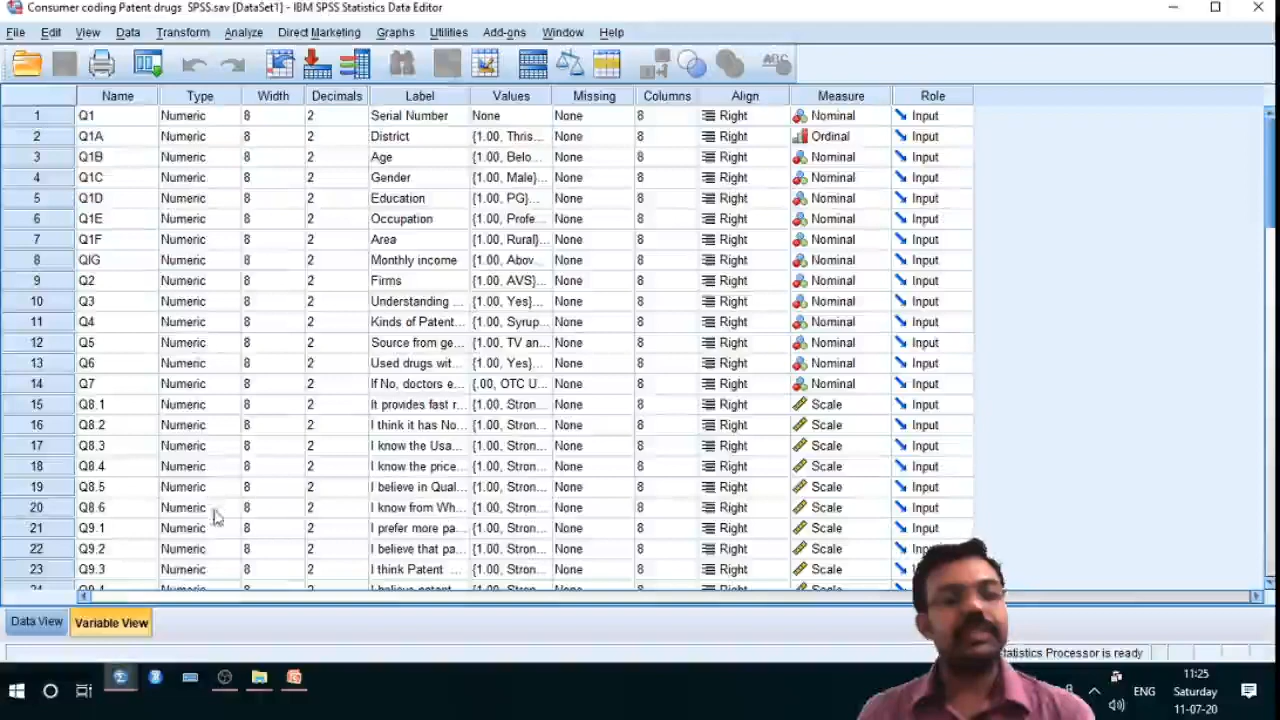 Consumer coding Patent drugs SPSS.sav [DataSet1] - IBM SPSS Statistics Data Editor
File Edit View Data Transform Analyze Direct Marketing Graphs Utilities Add-ons Window Help
Name Type Width Decimals Label Values Missing Columns Align Measure Role
1 Q1 Numeric 8 2 Serial Number None None 8 Right Nominal Input
2 Q1A Numeric 8 2 District {1.00, Thris... None 8 Right Ordinal Input
3 Q1B Numeric 8 2 Age {1.00, Belo... None 8 Right Nominal Input
4 Q1C Numeric 8 2 Gender {1.00, Male}... None 8 Right Nominal Input
5 Q1D Numeric 8 2 Education {1.00, PG}... None 8 Right Nominal Input
6 Q1E Numeric 8 2 Occupation {1.00, Profe... None 8 Right Nominal Input
7 Q1F Numeric 8 2 Area {1.00, Rural}... None 8 Right Nominal Input
8 QIG Numeric 8 2 Monthly income {1.00, Abov... None 8 Right Nominal Input
9 Q2 Numeric 8 2 Firms {1.00, AVS}... None 8 Right Nominal Input
10 Q3 Numeric 8 2 Understanding ... {1.00, Yes}... None 8 Right Nominal Input
11 Q4 Numeric 8 2 Kinds of Patent... {1.00, Syrup... None 8 Right Nominal Input
12 Q5 Numeric 8 2 Source from ge... {1.00, TV an... None 8 Right Nominal Input
13 Q6 Numeric 8 2 Used drugs wit... {1.00, Yes}... None 8 Right Nominal Input
14 Q7 Numeric 8 2 If No, doctors e... {.00, OTC U... None 8 Right Nominal Input
15 Q8.1 Numeric 8 2 It provides fast r... {1.00, Stron... None 8 Right Scale Input
16 Q8.2 Numeric 8 2 I think it has No... {1.00, Stron... None 8 Right Scale Input
17 Q8.3 Numeric 8 2 I know the Usa... {1.00, Stron... None 8 Right Scale Input
18 Q8.4 Numeric 8 2 I know the price... {1.00, Stron... None 8 Right Scale Input
19 Q8.5 Numeric 8 2 I believe in Qual... {1.00, Stron... None 8 Right Scale Input
20 Q8.6 Numeric 8 2 I know from Wh... {1.00, Stron... None 8 Right Scale Input
21 Q9.1 Numeric 8 2 I prefer more pa... {1.00, Stron... None 8 Right Scale Input
22 Q9.2 Numeric 8 2 I believe that pa... {1.00, Stron... None 8 Right Scale
23 Q9.3 Numeric 8 2 I think Patent ... {1.00, Stron... None 8 Right Scale
Data View Variable View
Processor is ready
11:25
ENG Saturday
11-07-20